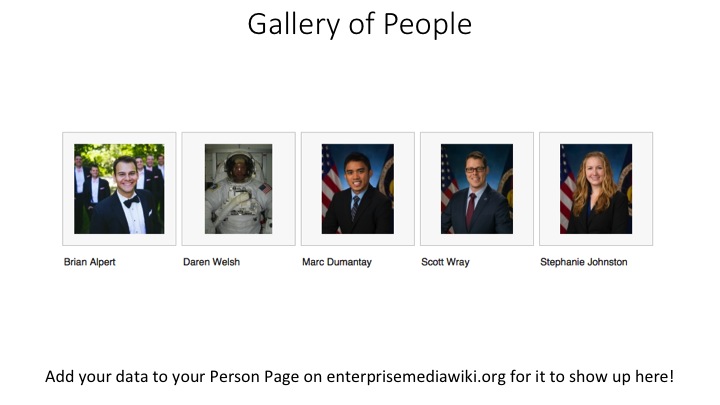 Gallery of People
Brian Alpert
Daren Welsh
Marc Dumantay
Scott Wray
Stephanie Johnston
Add your data to your Person Page on enterprisemediawiki.org for it to show up here!